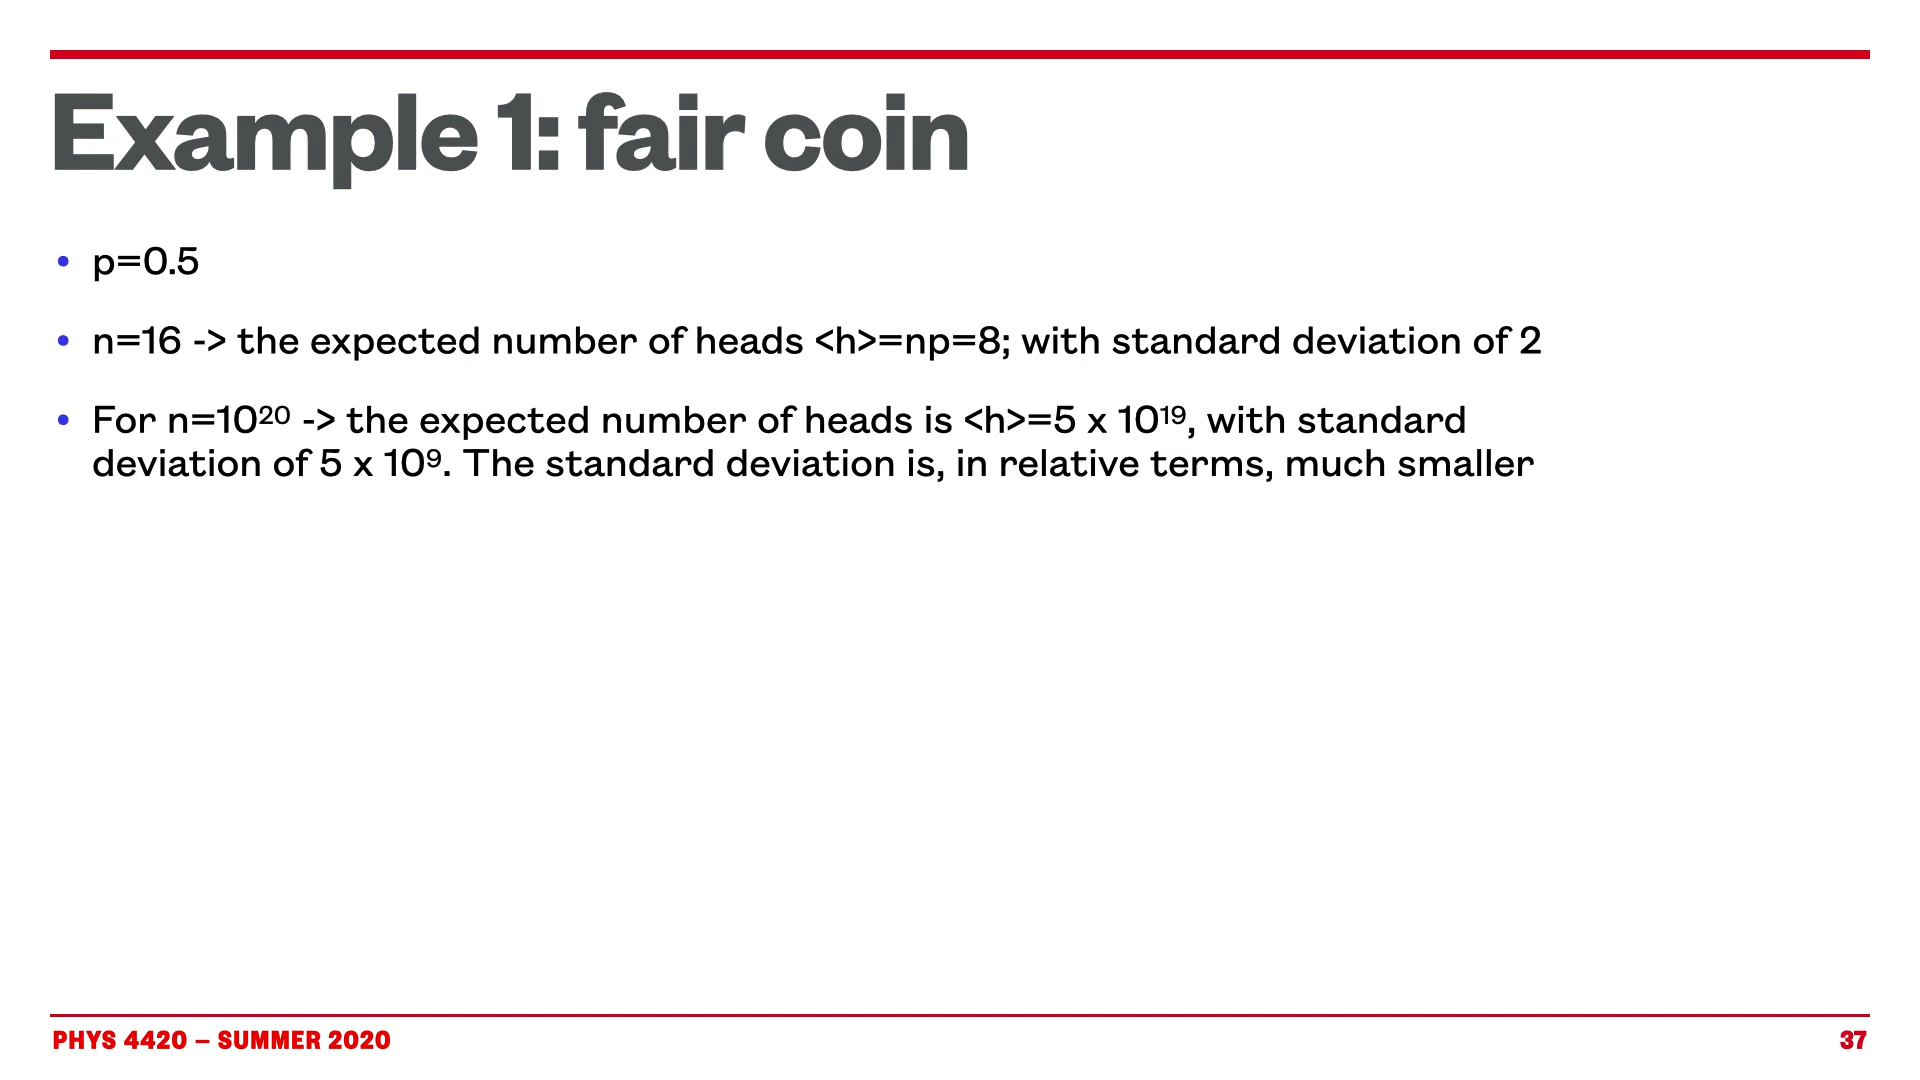 Example 1: fair coin
• p=0.5
• n=16 -> the expected number of heads <h>=np=8; with standard deviation of 2
• For n=10²⁰ -> the expected number of heads is <h>=5 x 10¹⁹, with standard
deviation of 5 x 10⁹. The standard deviation is, in relative terms, much smaller
PHYS 4420 – SUMMER 2020
37